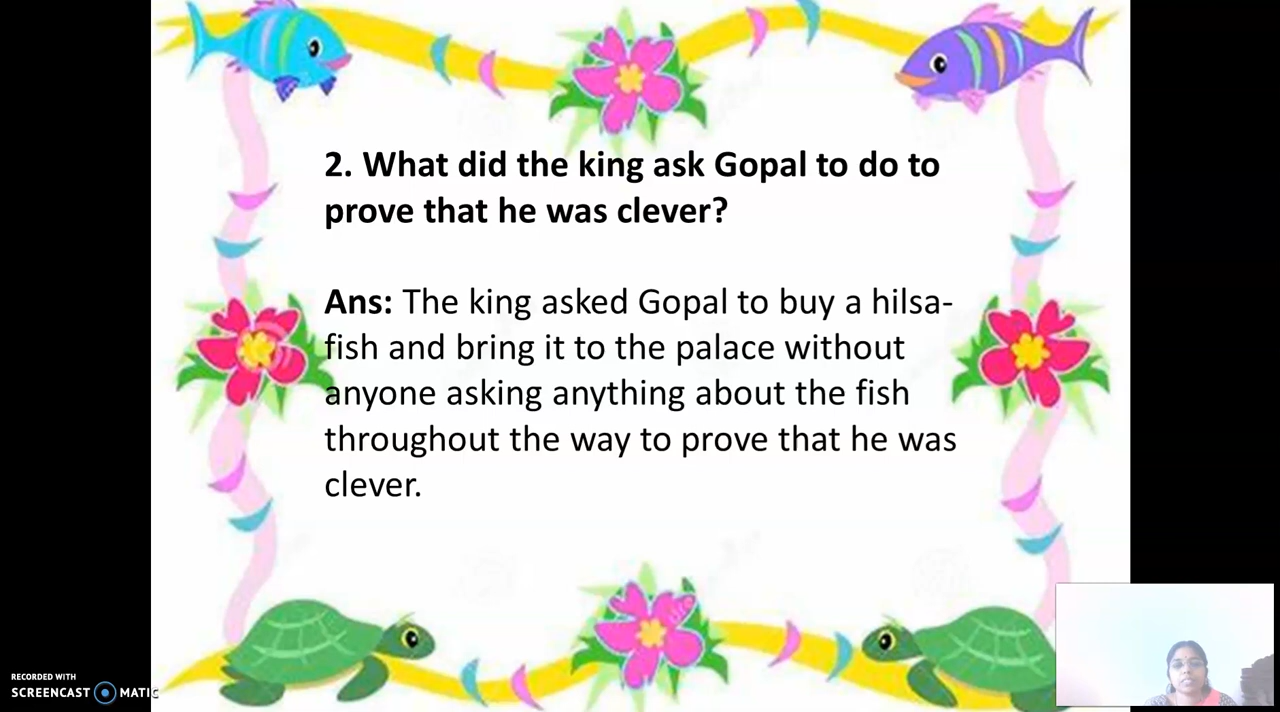 2. What did the king ask Gopal to do to
prove that he was clever?
Ans: The king asked Gopal to buy a hilsa-
fish and bring it to the palace without
anyone asking anything about the fish
throughout the way to prove that he was
clever.
RECORDED WITH
SCREENCAST MATIC